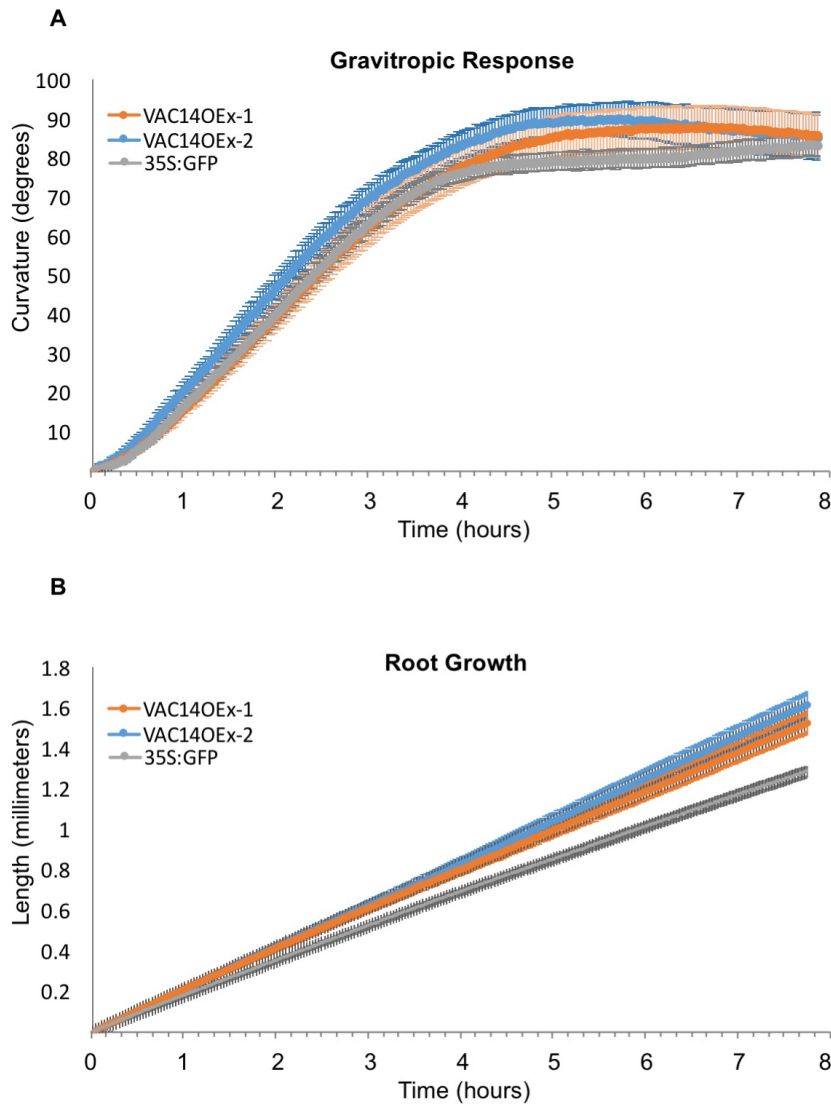 A
Gravitropic Response
Curvature (degrees)
100
90
80
70
60
50
40
30
20
10
VAC14OEx-1
VAC14OEx-2
35S:GFP
0 1 2 3 4 5 6 7 8
Time (hours)
B
Root Growth
Length (millimeters)
1.8
1.6
1.4
1.2
1
0.8
0.6
0.4
0.2
VAC14OEx-1
VAC14OEx-2
35S:GFP
0 1 2 3 4 5 6 7 8
Time (hours)